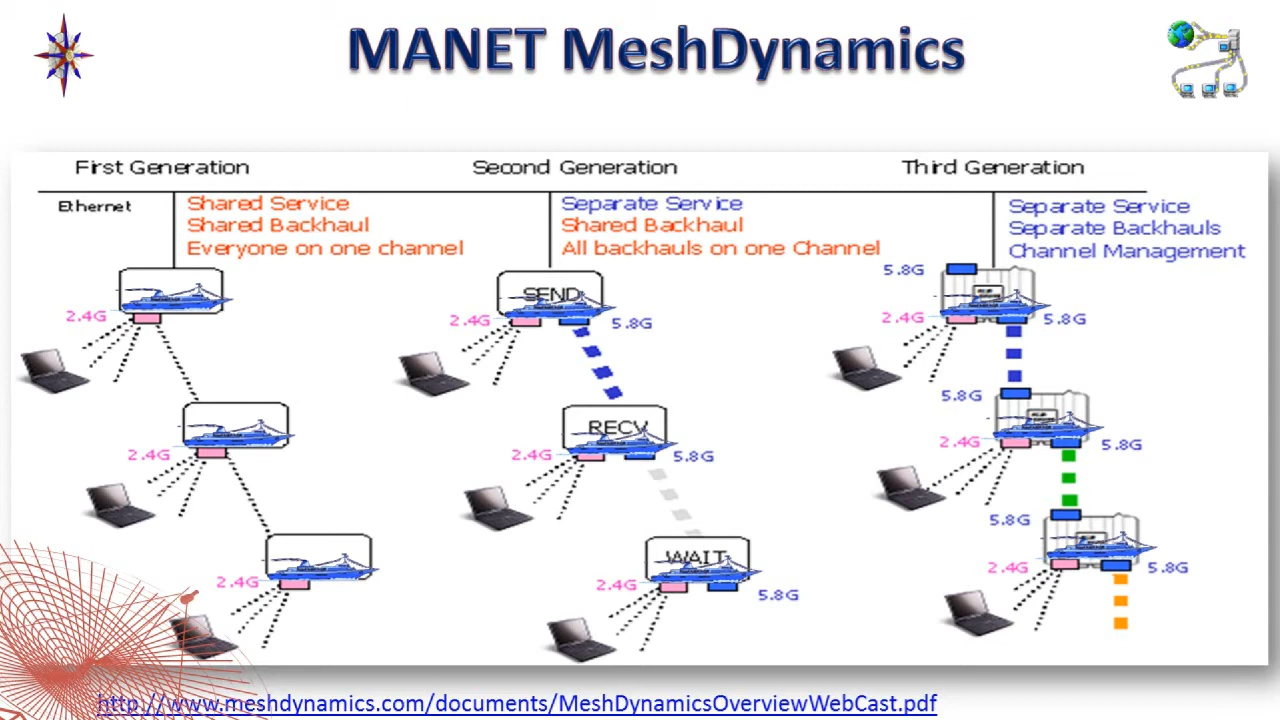 MANET MeshDynamics
First Generation
Second Generation
Third Generation
Ethernet
Shared Service
Shared Backhaul
Everyone on one channel
Separate Service
Shared Backhaul
All backhauls on one Channel
Separate Service
Separate Backhauls
Channel Management
2.4G
2.4G
2.4G
SEND
2.4G
5.8G
RECV
2.4G
5.8G
WAIT
2.4G
5.8G
5.8G
2.4G
5.8G
5.8G
2.4G
5.8G
5.8G
2.4G
5.8G
http://www.meshdynamics.com/documents/MeshDynamicsOverviewWebCast.pdf